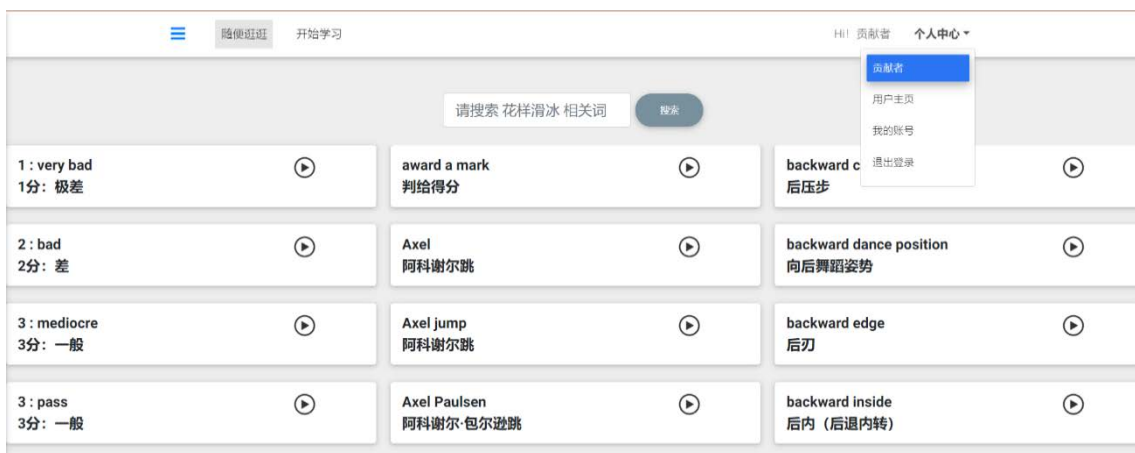 随便逛逛
开始学习
Hi! 贡献者
个人中心
贡献者
用户主页
我的账号
退出登录
请搜索 花样滑冰 相关词
搜索
1 : very bad
1分：极差
award a mark
判给得分
backward c
后压步
2 : bad
2分：差
Axel
阿科谢尔跳
backward dance position
向后舞蹈姿势
3 : mediocre
3分：一般
Axel jump
阿科谢尔跳
backward edge
后刃
3 : pass
3分：一般
Axel Paulsen
阿科谢尔·包尔逊跳
backward inside
后内（后退内转）